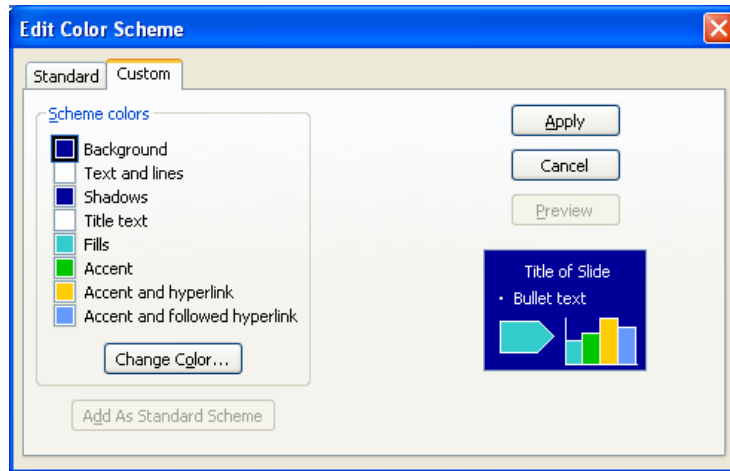 Edit Color Scheme
Standard
Custom
Scheme colors
Background
Text and lines
Shadows
Title text
Fills
Accent
Accent and hyperlink
Accent and followed hyperlink
Change Color...
Add As Standard Scheme
Apply
Cancel
Preview
Title of Slide
• Bullet text